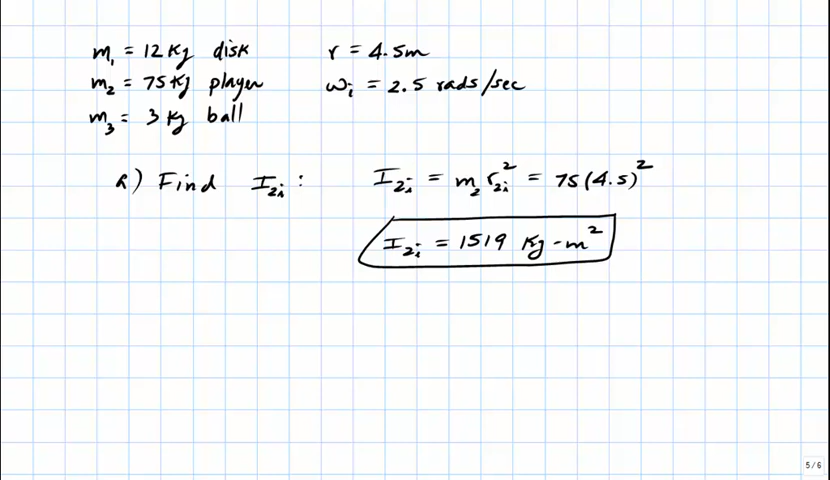 m₁ = 12 Kg disk r = 4.5m
m₂ = 75 Kg player ωᵢ = 2.5 rads/sec
m₃ = 3 Kg ball
a) Find I₂ᵢ : I₂ᵢ = m₂ r₂ᵢ² = 75(4.5)²
I₂ᵢ = 1519 Kg-m²
5/6